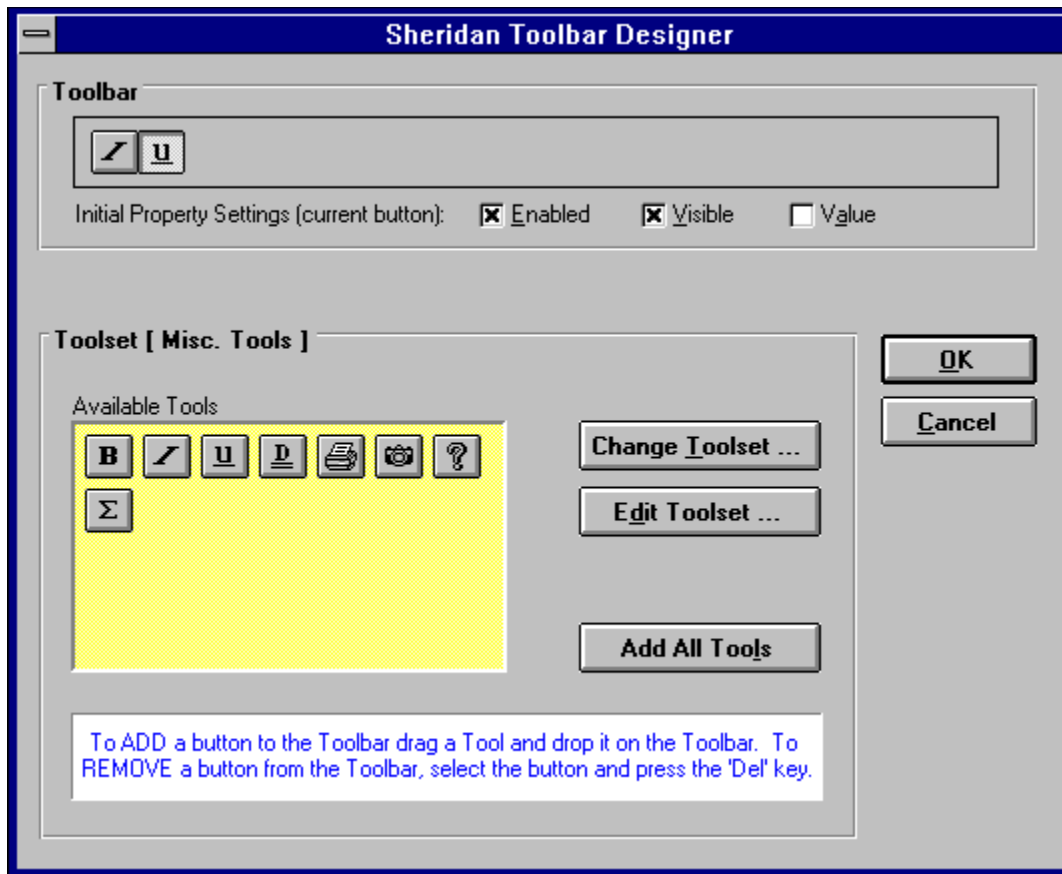 Sheridan Toolbar Designer
Toolbar
I U
Initial Property Settings (current button): Enabled Visible Value
Toolset [ Misc. Tools ]
OK
Available Tools
Cancel
B I U D ?
Change Toolset ...
Σ
Edit Toolset ...
Add All Tools
To ADD a button to the Toolbar drag a Tool and drop it on the Toolbar. To
REMOVE a button from the Toolbar, select the button and press the 'Del' key.